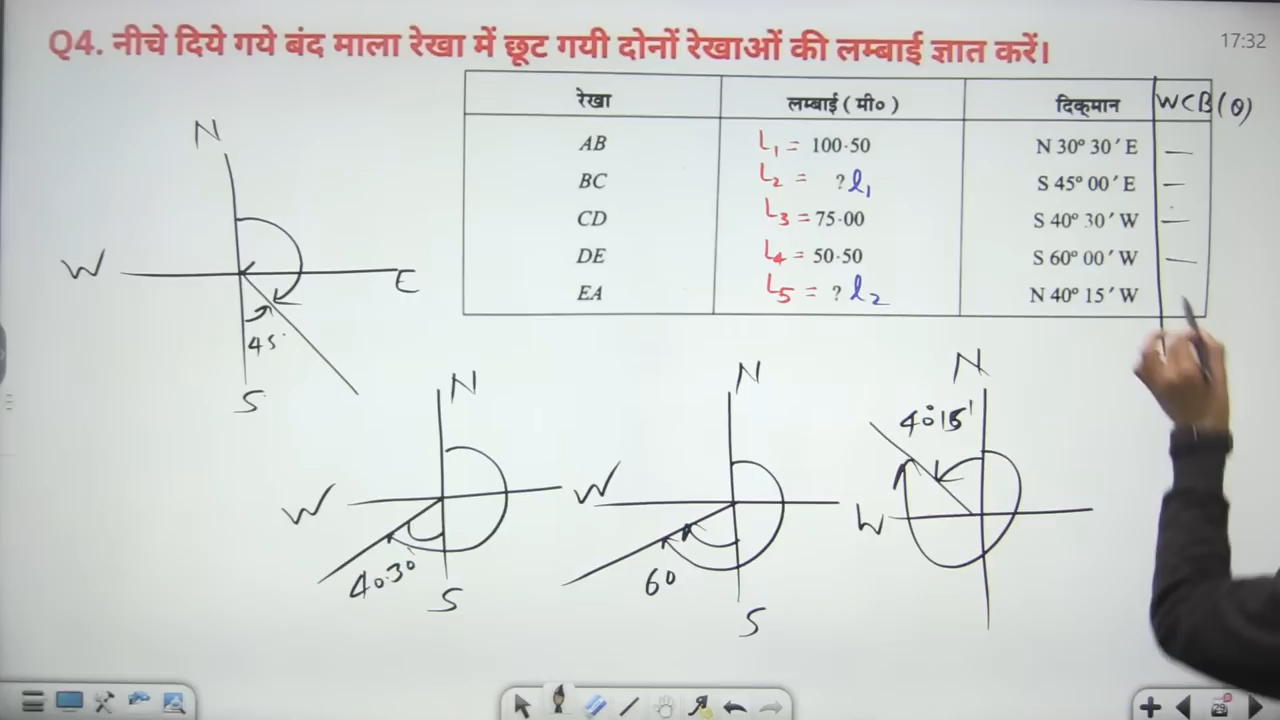 Q4. नीचे दिये गये बंद माला रेखा में छूट गयी दोनों रेखाओं की लम्बाई ज्ञात करें।
17:32
रेखा लम्बाई ( मी० ) दिक्मान WCB(θ)
AB L₁ = 100·50 N 30° 30′ E —
BC L₂ = ? l₁ S 45° 00′ E —
CD L₃ = 75·00 S 40° 30′ W —
DE L₄ = 50·50 S 60° 00′ W —
EA L₅ = ? l₂ N 40° 15′ W
N
W E
45°
S
N
W
40·30
S
N
W
60
S
N
40°15'
W
29